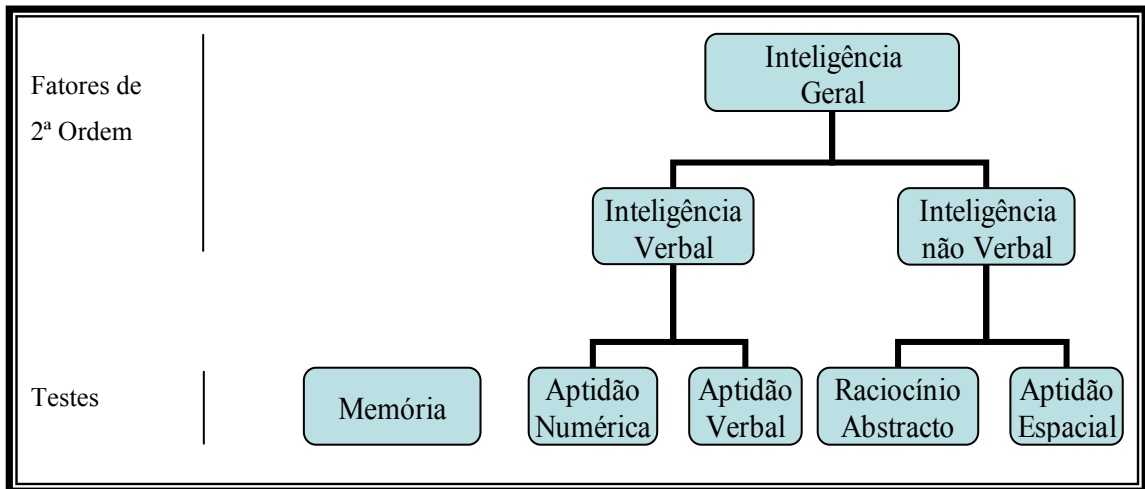 Fatores de
2ª Ordem
Inteligência
Geral
Inteligência
Verbal
Inteligência
não Verbal
Testes
Memória
Aptidão
Numérica
Aptidão
Verbal
Raciocínio
Abstracto
Aptidão
Espacial